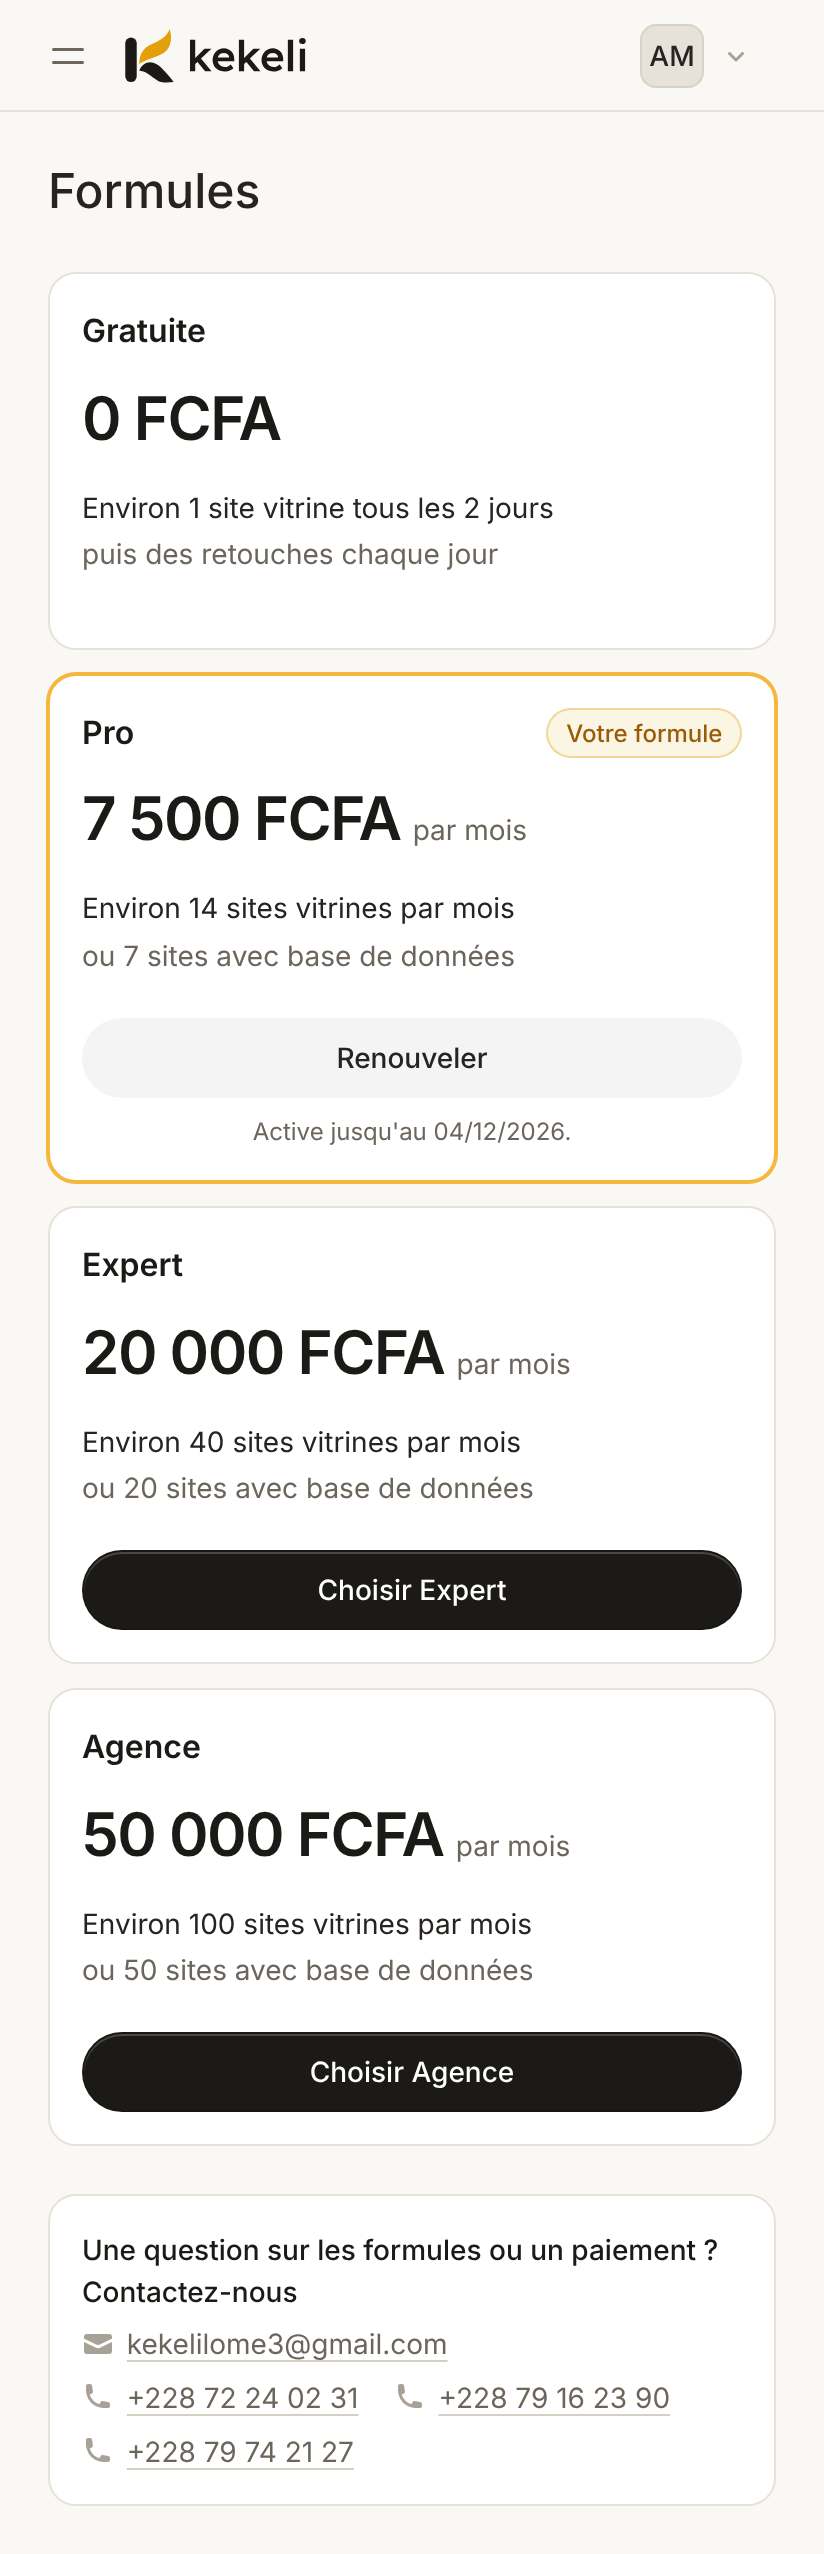 kekeli
AM
Formules
Gratuite
0 FCFA
Environ 1 site vitrine tous les 2 jours
puis des retouches chaque jour
Pro
Votre formule
7 500 FCFA par mois
Environ 14 sites vitrines par mois
ou 7 sites avec base de données
Renouveler
Active jusqu'au 04/12/2026.
Expert
20 000 FCFA par mois
Environ 40 sites vitrines par mois
ou 20 sites avec base de données
Choisir Expert
Agence
50 000 FCFA par mois
Environ 100 sites vitrines par mois
ou 50 sites avec base de données
Choisir Agence
Une question sur les formules ou un paiement ?
Contactez-nous
kekelilome3@gmail.com
+228 72 24 02 31 +228 79 16 23 90
+228 79 74 21 27